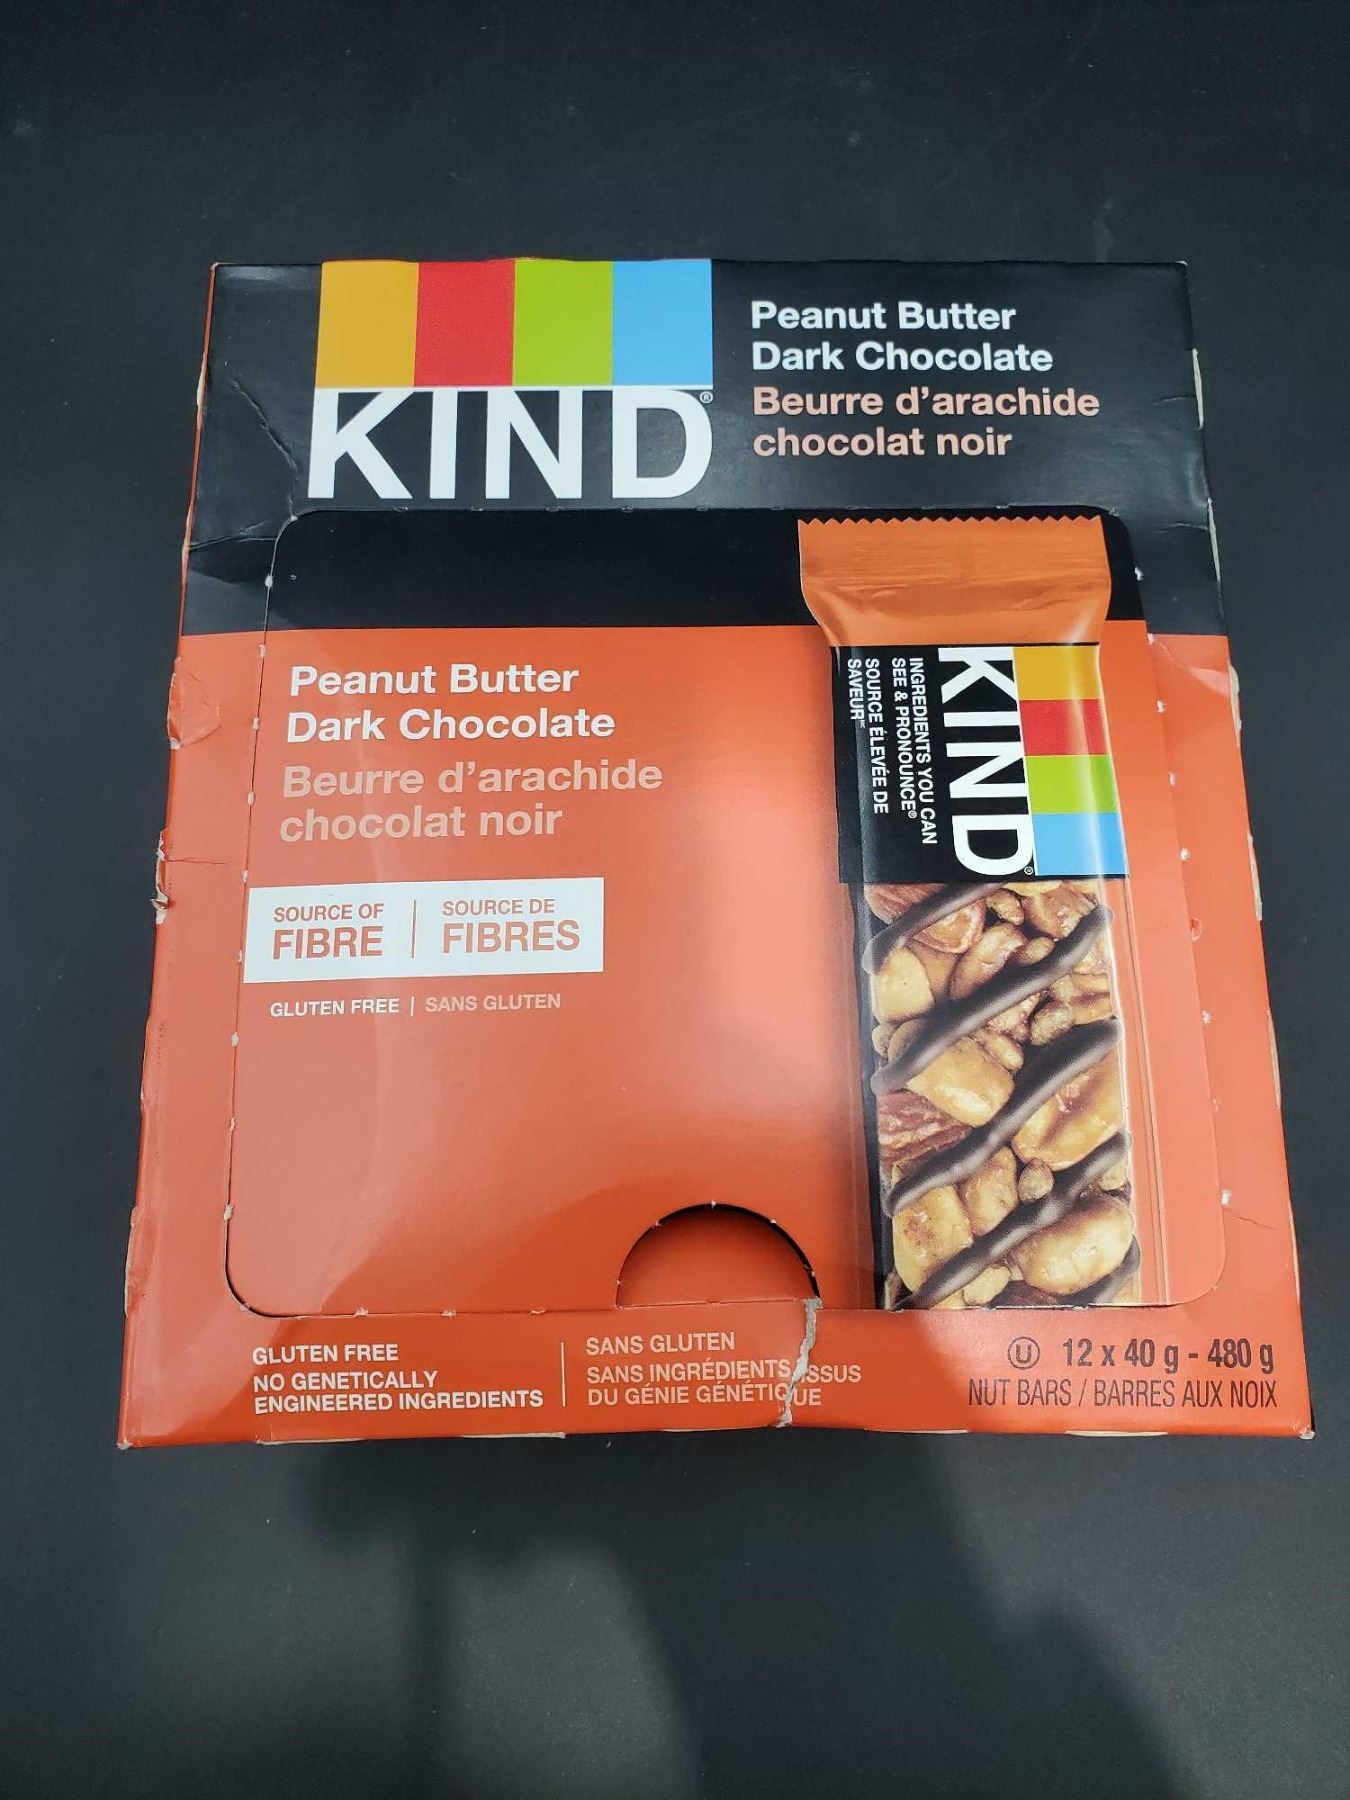 KIND®
Peanut Butter
Dark Chocolate
Beurre d'arachide
chocolat noir
Peanut Butter
Dark Chocolate
Beurre d'arachide
chocolat noir
SOURCE OF
FIBRE
SOURCE DE
FIBRES
GLUTEN FREE | SANS GLUTEN
KIND®
INGREDIENTS YOU CAN
SEE & PRONOUNCE®
SOURCE ÉLEVÉE DE
SAVEUR MC
GLUTEN FREE
NO GENETICALLY
ENGINEERED INGREDIENTS
SANS GLUTEN
SANS INGRÉDIENTS ISSUS
DU GÉNIE GÉNÉTIQUE
U 12 x 40 g - 480 g
NUT BARS / BARRES AUX NOIX